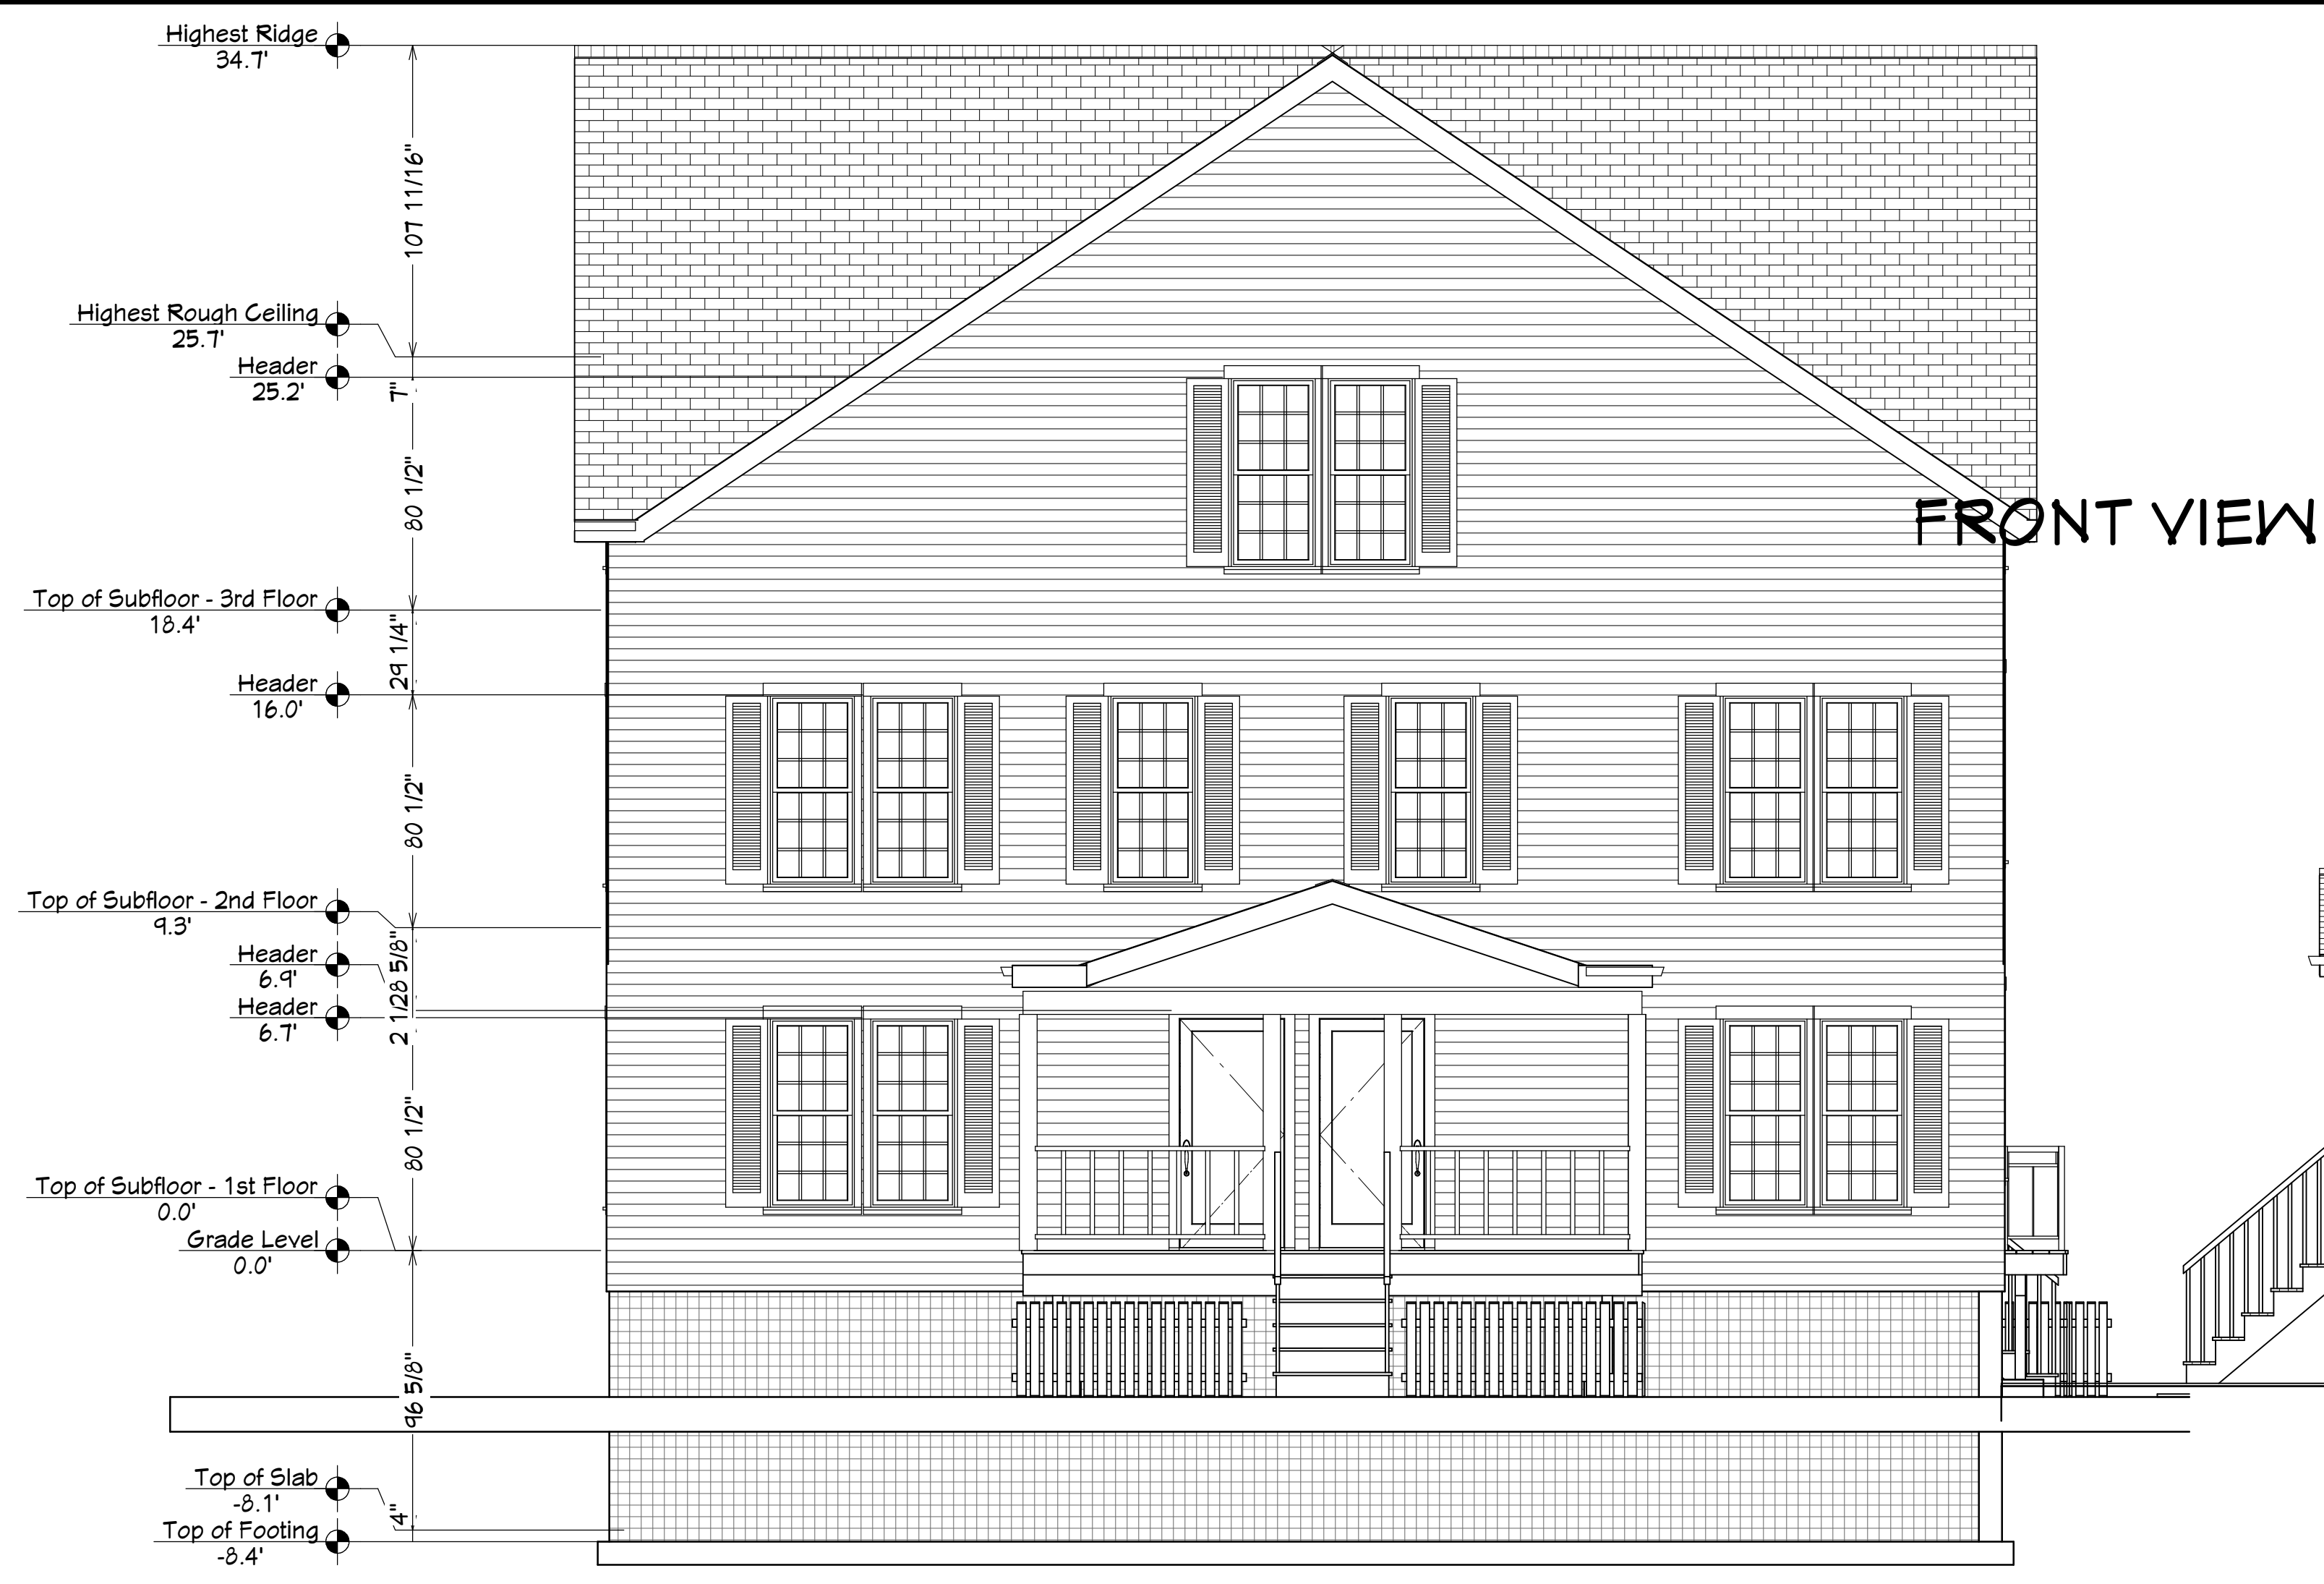 Highest Ridge
34.7'
107 11/16"
Highest Rough Ceiling
25.7'
Header
25.2'
7"
80 1/2"
FRONT VIEW
Top of Subfloor - 3rd Floor
18.4'
29 1/4"
Header
16.0'
80 1/2"
Top of Subfloor - 2nd Floor
9.3'
Header
6.9'
2 1/28 5/8"
Header
6.7'
80 1/2"
Top of Subfloor - 1st Floor
0.0'
Grade Level
0.0'
96 5/8"
Top of Slab
-8.1'
4"
Top of Footing
-8.4'